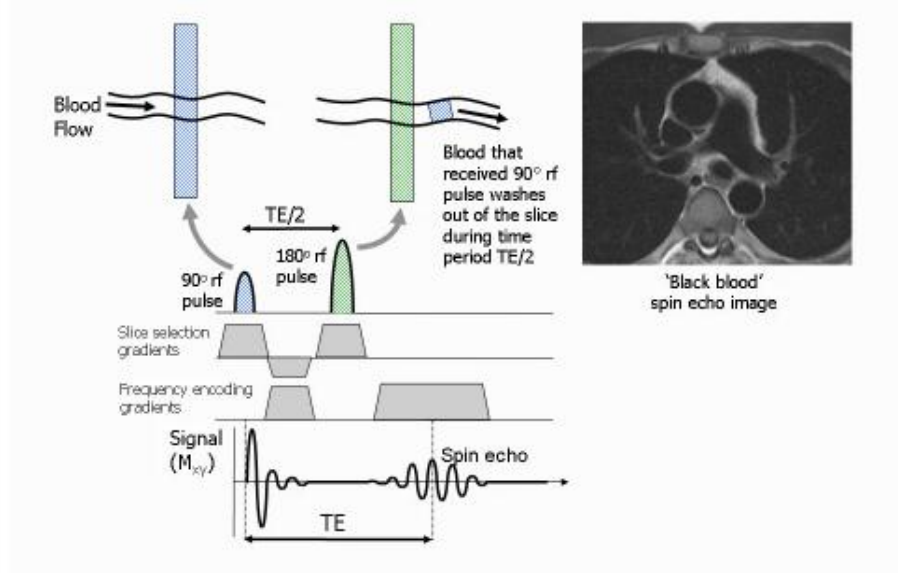 Blood
Flow
Blood that
received 90° rf
pulse washes
out of the slice
during time
period TE/2
TE/2
90° rf
pulse
180° rf
pulse
'Black blood'
spin echo image
Slice selection
gradients
Frequency encoding
gradients
Signal
(Mxy)
Spin echo
TE